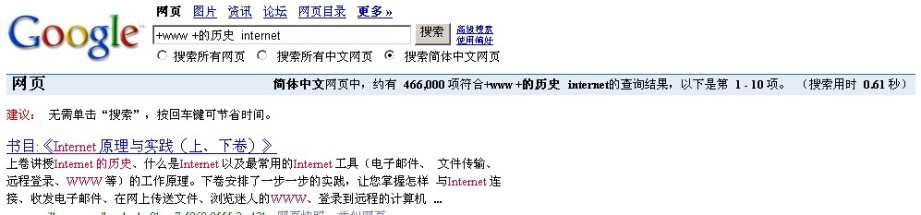 Google™ 网页 图片 资讯 论坛 网页目录 更多 »
+www +的历史 internet 搜索 高级搜索 使用偏好
搜索所有网页 搜索所有中文网页 搜索简体中文网页
网页 简体中文网页中，约有 466,000 项符合+www +的历史 internet的查询结果，以下是第 1 - 10 项。 （搜索用时 0.61 秒）
建议： 无需单击“搜索”，按回车键可节省时间。
书目:《Internet 原理与实践（上、下卷）》
上卷讲授Internet 的历史、什么是Internet 以及最常用的Internet 工具（电子邮件、 文件传输、
远程登录、WWW 等）的工作原理。下卷安排了一步一步的实践，让您掌握怎样 与Internet 连
接、收发电子邮件、在网上传送文件、浏览迷人的WWW、登录到远程的计算机 ...